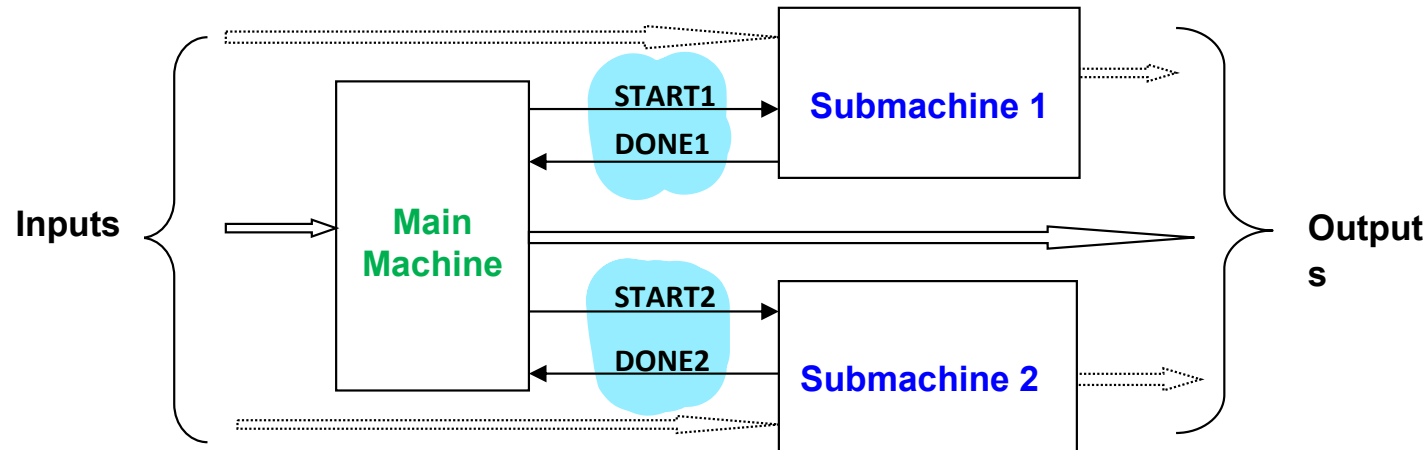 START1
Submachine 1
DONE1
Inputs
Main
Machine
Output
s
START2
DONE2
Submachine 2